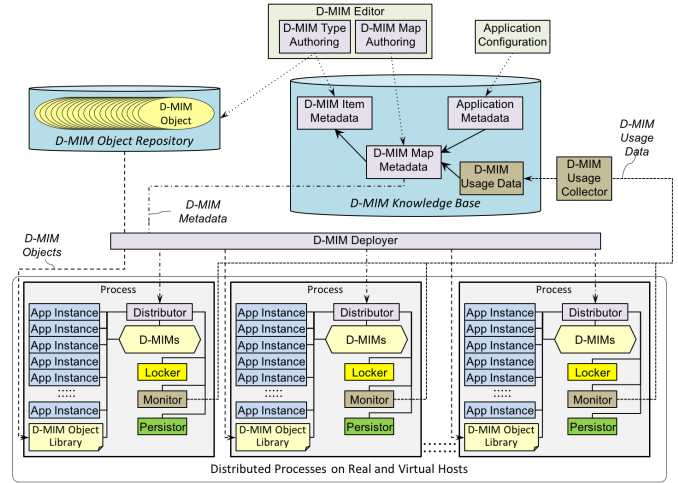 D-MIM Editor
D-MIM Type
Authoring
D-MIM Map
Authoring
Application
Configuration
D-MIM
Object
D-MIM Object Repository
D-MIM Item
Metadata
Application
Metadata
D-MIM Map
Metadata
D-MIM
Usage Data
D-MIM Knowledge Base
D-MIM
Usage
Collector
D-MIM
Usage
Data
D-MIM
Metadata
D-MIM
Objects
D-MIM Deployer
Process
App Instance
App Instance
App Instance
App Instance
App Instance
:::::
App Instance
D-MIM Object
Library
Distributor
D-MIMs
Locker
Monitor
Persistor
Process
App Instance
App Instance
App Instance
App Instance
App Instance
:::::
App Instance
D-MIM Object
Library
Distributor
D-MIMs
Locker
Monitor
Persistor
Process
App Instance
App Instance
App Instance
App Instance
App Instance
:::::
App Instance
D-MIM Object
Library
Distributor
D-MIMs
Locker
Monitor
Persistor
Distributed Processes on Real and Virtual Hosts